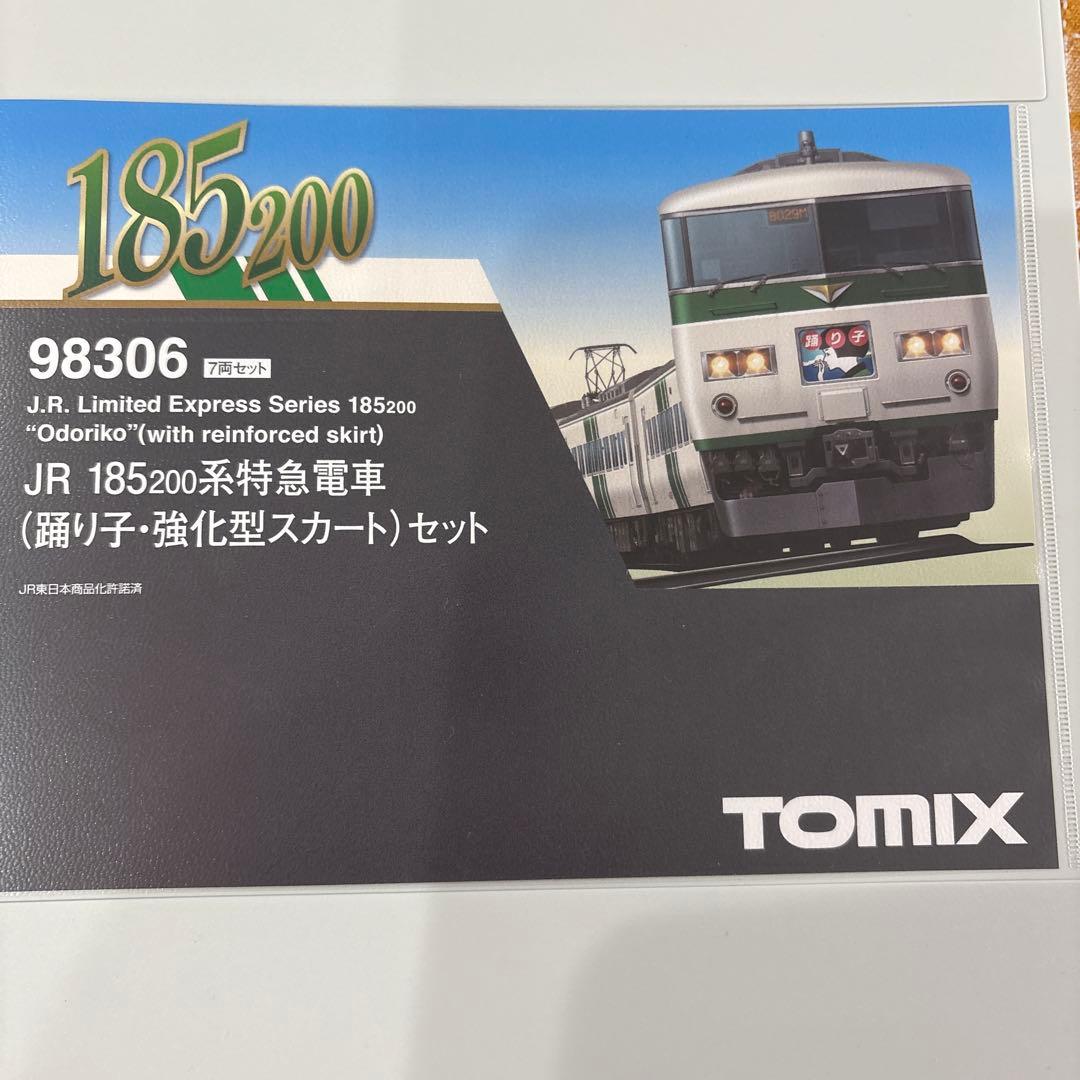 185200
8029M
踊り子
98306 7両セット
J.R. Limited Express Series 185200
“Odoriko”(with reinforced skirt)
JR 185200系特急電車
(踊り子・強化型スカート)セット
JR東日本商品化許諾済
TOMIX